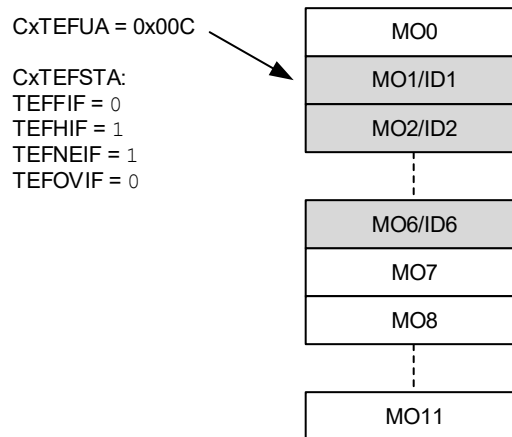 CxTEFUA = 0x00C
CxTEFSTA:
TEFFIF = 0
TEFHIF = 1
TEFNEIF = 1
TEFOVIF = 0
MO0
MO1/ID1
MO2/ID2
MO6/ID6
MO7
MO8
MO11